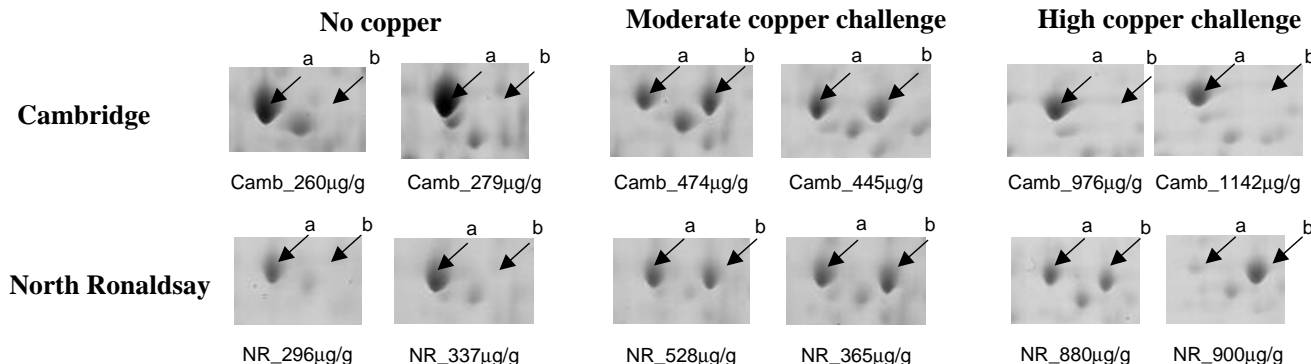 No copper Moderate copper challenge High copper challenge
a b a b a b a b a b a b
Cambridge
Camb_260µg/g Camb_279µg/g Camb_474µg/g Camb_445µg/g Camb_976µg/g Camb_1142µg/g
a b a b a b a b a b a b
North Ronaldsay
NR_296µg/g NR_337µg/g NR_528µg/g NR_365µg/g NR_880µg/g NR_900µg/g